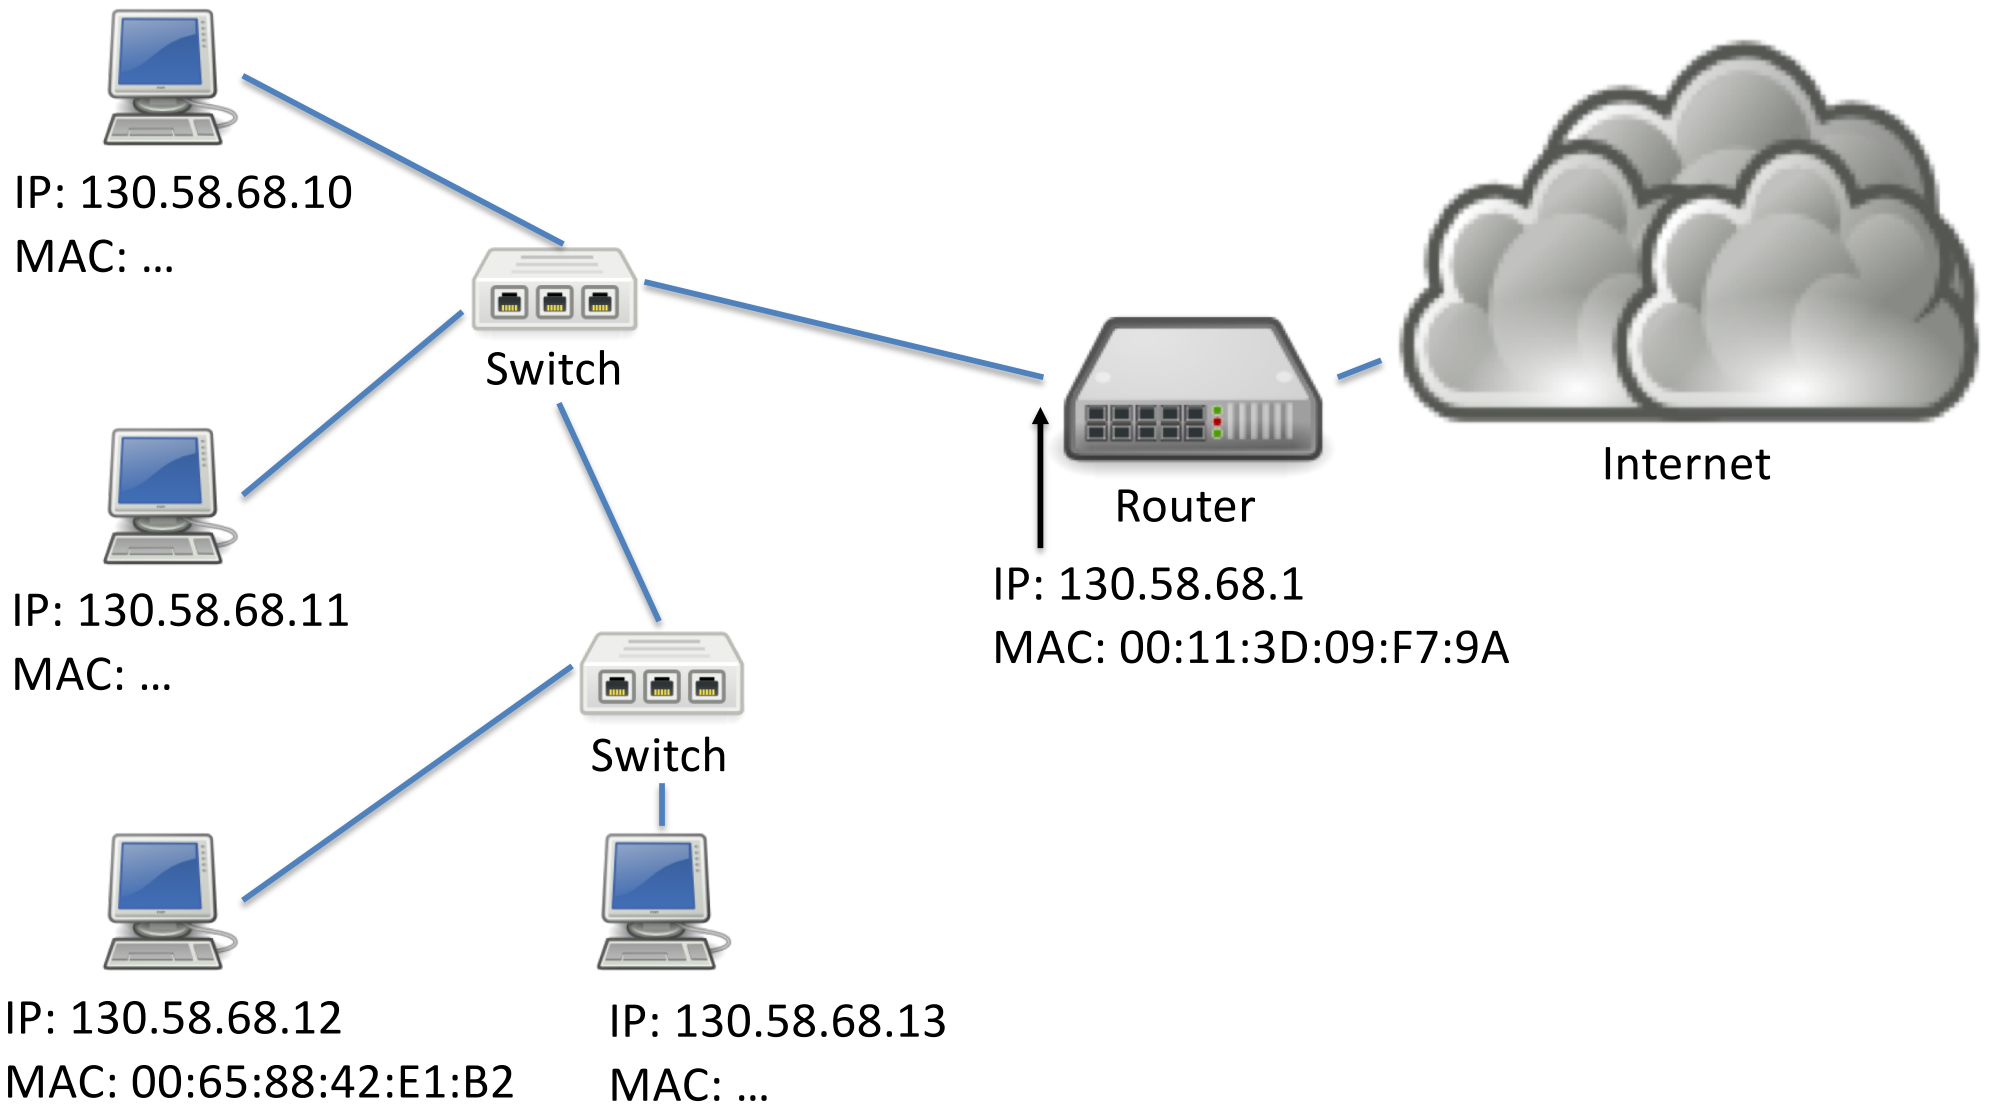 IP: 130.58.68.10
MAC: ...
Switch
IP: 130.58.68.11
MAC: ...
Switch
IP: 130.58.68.12
MAC: 00:65:88:42:E1:B2
IP: 130.58.68.13
MAC: ...
Router
IP: 130.58.68.1
MAC: 00:11:3D:09:F7:9A
Internet